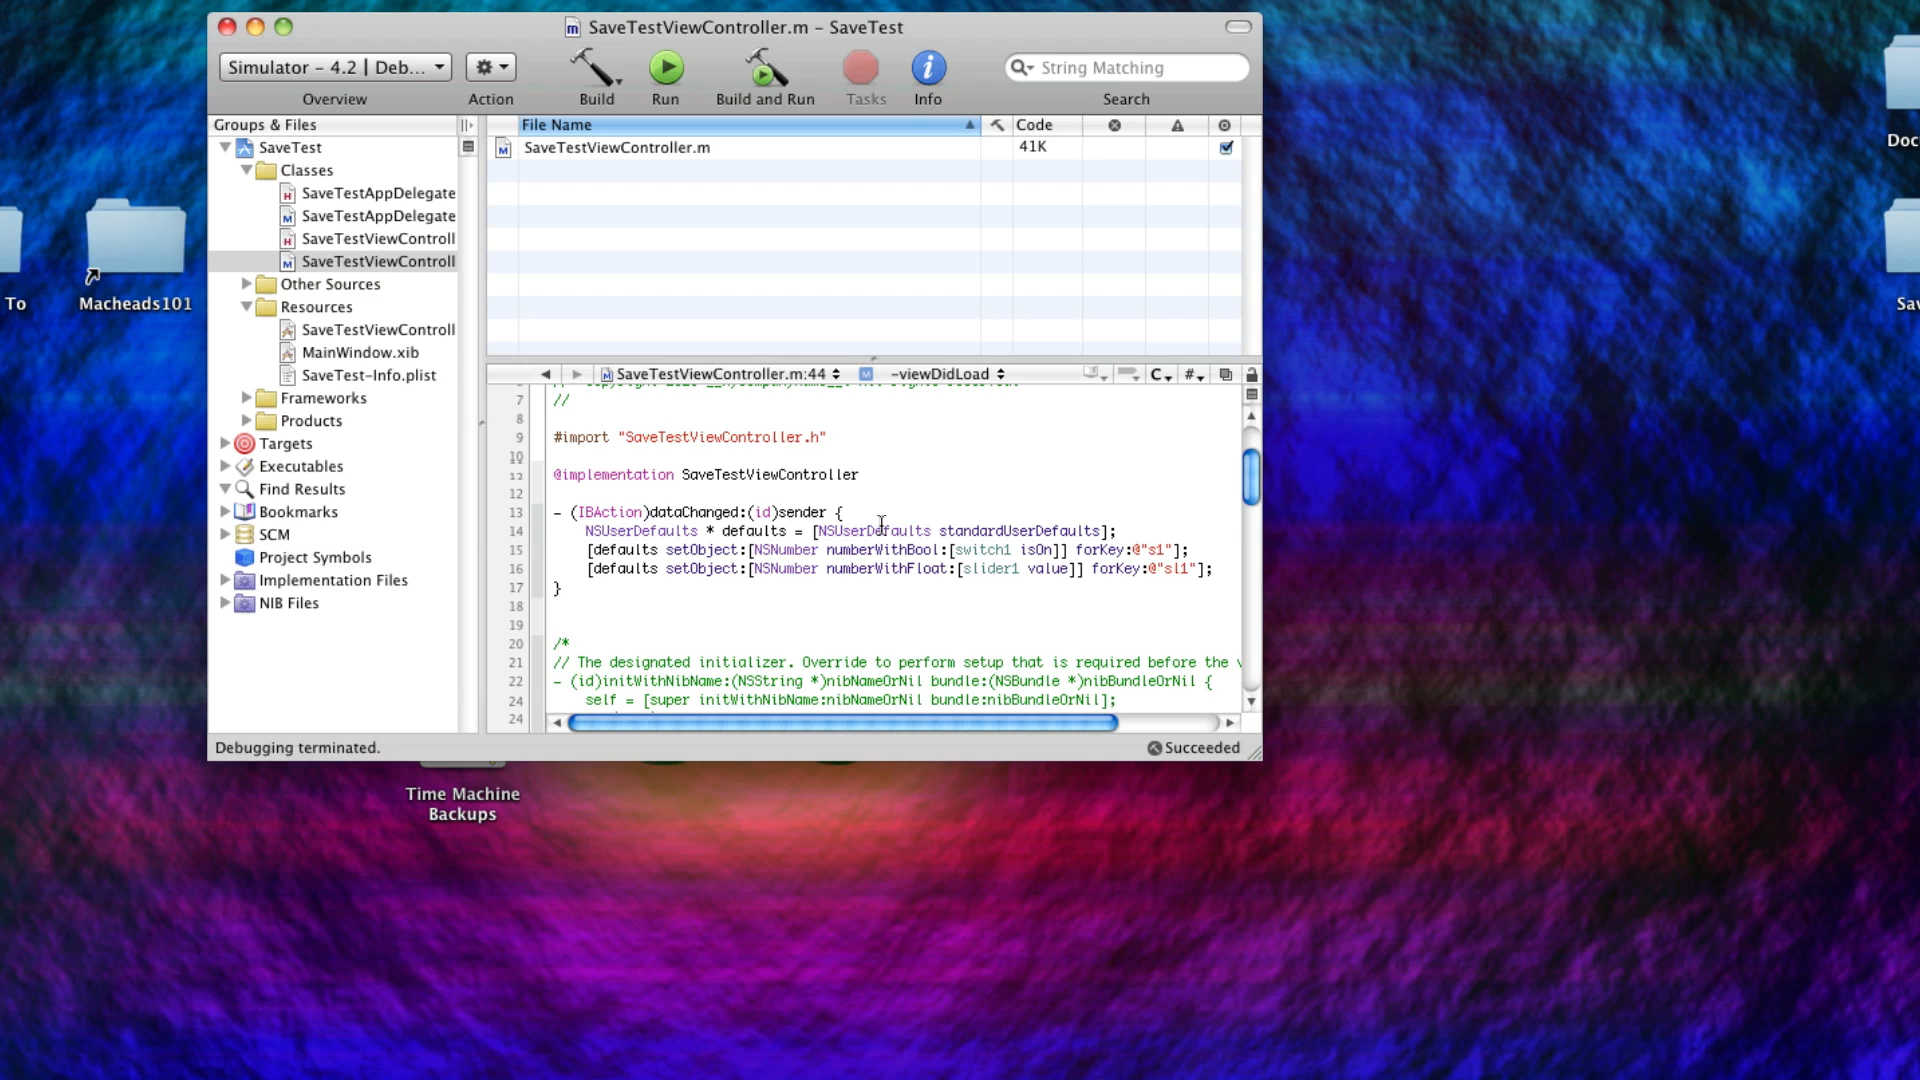 SaveTestViewController.m – SaveTest
Simulator – 4.2 | Deb...
String Matching
Overview
Action
Build
Run
Build and Run
Tasks
Info
Search
Groups & Files
File Name
Code
SaveTest
SaveTestViewController.m
41K
Classes
SaveTestAppDelegate
SaveTestAppDelegate
SaveTestViewControll
SaveTestViewControll
Other Sources
Resources
SaveTestViewControll
MainWindow.xib
SaveTest-Info.plist
Frameworks
Products
Targets
Executables
Find Results
Bookmarks
SCM
Project Symbols
Implementation Files
NIB Files
SaveTestViewController.m:44
-viewDidLoad
C
#
7 //
8
9 #import "SaveTestViewController.h"
10
12 @implementation SaveTestViewController
12
13 - (IBAction)dataChanged:(id)sender {
14 NSUserDefaults * defaults = [NSUserDefaults standardUserDefaults];
15 [defaults setObject:[NSNumber numberWithBool:[switch1 isOn]] forKey:@"s1"];
16 [defaults setObject:[NSNumber numberWithFloat:[slider1 value]] forKey:@"sl1"];
17 }
18
19
20 /*
21 // The designated initializer. Override to perform setup that is required before the v
22 - (id)initWithNibName:(NSString *)nibNameOrNil bundle:(NSBundle *)nibBundleOrNil {
24 self = [super initWithNibName:nibNameOrNil bundle:nibBundleOrNil];
24
Debugging terminated.
Succeeded
To
Macheads101
Time Machine
Backups
Doc
Sav